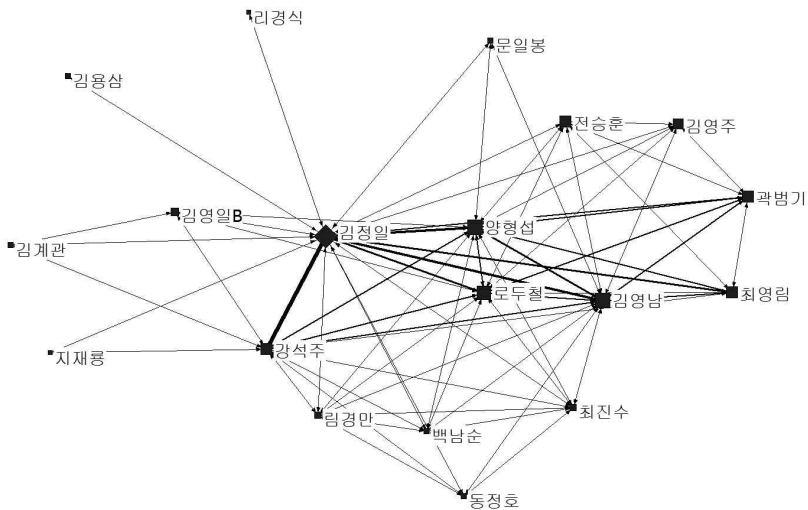 리경식
문일봉
김용삼
전승훈
김영주
곽범기
김영일B
김정일
양형섭
김계관
로두철
김영남
최영림
지재룡
강석주
림경만
백남순
최진수
동정호